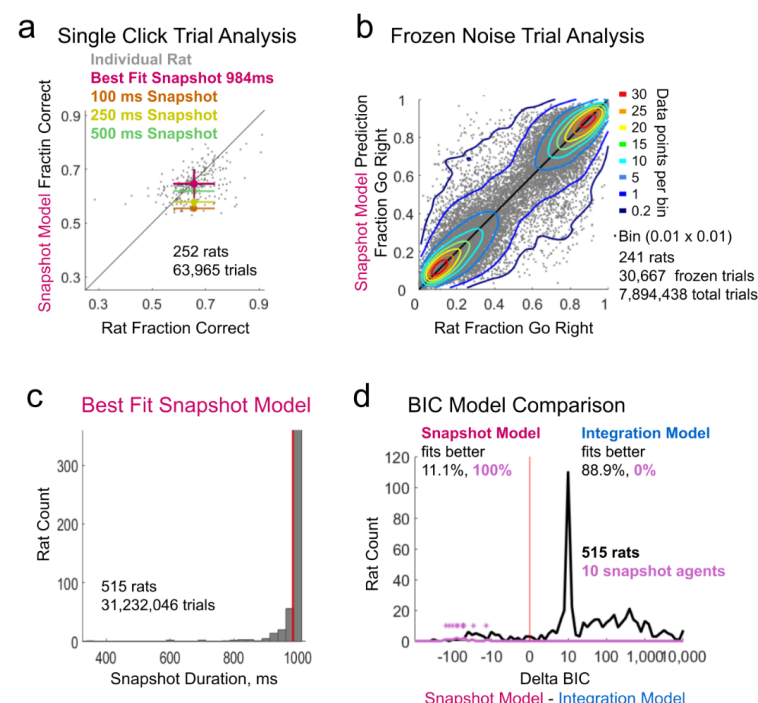 a
Single Click Trial Analysis
Individual Rat
Best Fit Snapshot 984ms
100 ms Snapshot
250 ms Snapshot
500 ms Snapshot
Snapshot Model Fractin Correct
0.9
0.7
0.5
0.3
252 rats
63,965 trials
0.3 0.5 0.7 0.9
Rat Fraction Correct
b
Frozen Noise Trial Analysis
Snapshot Model Prediction
Fraction Go Right
1
0.8
0.6
0.4
0.2
0
0 0.2 0.4 0.6 0.8 1
Rat Fraction Go Right
30
25
20
15
10
5
1
0.2
Data points per bin
Bin (0.01 x 0.01)
241 rats
30,667 frozen trials
7,894,438 total trials
c
Best Fit Snapshot Model
Rat Count
300
200
100
0
515 rats
31,232,046 trials
400 600 800 1000
Snapshot Duration, ms
d
BIC Model Comparison
Snapshot Model
fits better
11.1%, 100%
Integration Model
fits better
88.9%, 0%
515 rats
10 snapshot agents
Rat Count
120
100
80
60
40
20
0
-100 -10 0 10 100 1,000 10,000
Delta BIC
Snapshot Model - Integration Model